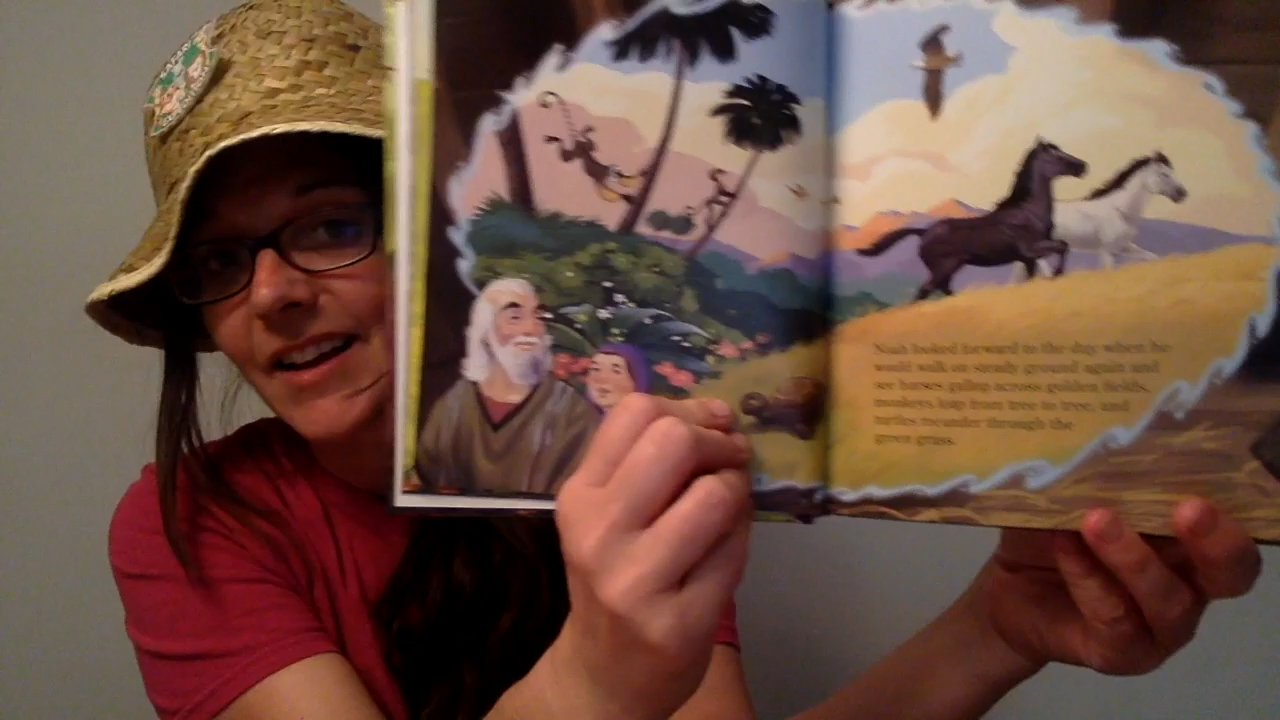 SAFARI
Noah looked forward to the day when he
would walk on steady ground again and
see horses gallop across golden fields,
monkeys leap from tree to tree, and
turtles meander through the
green grass.